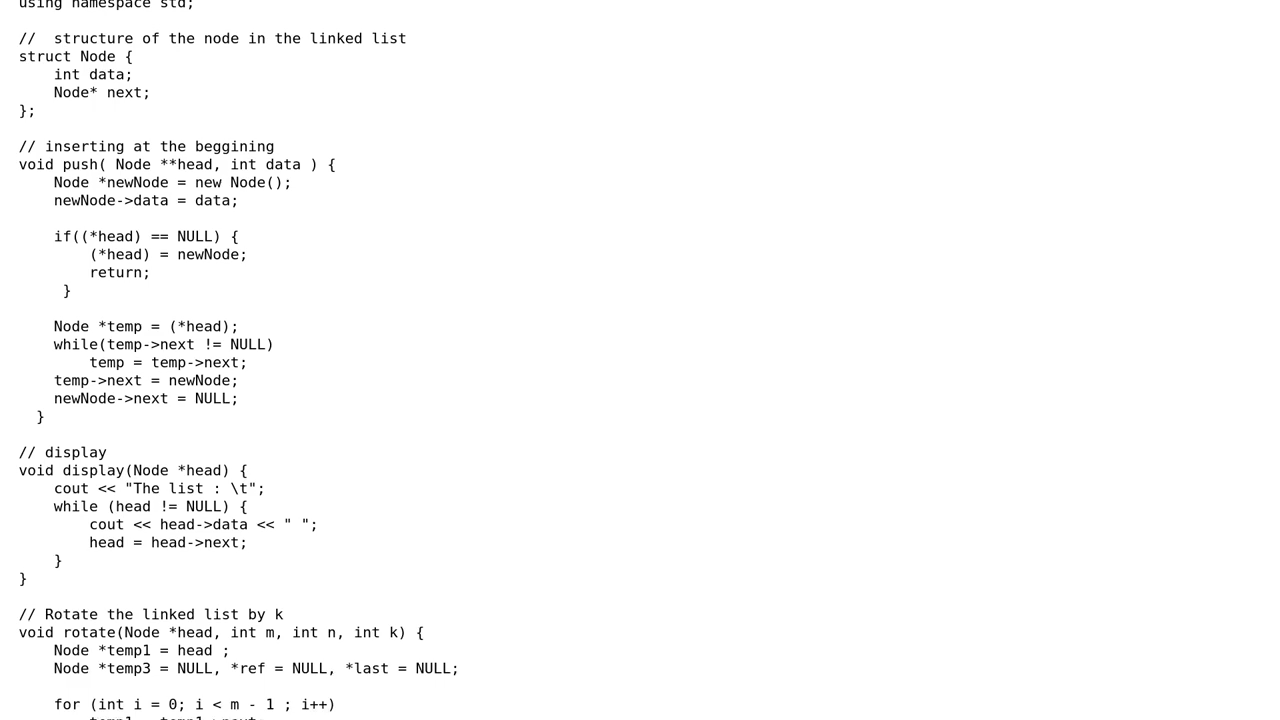 using namespace std;

//  structure of the node in the linked list
struct Node {
    int data;
    Node* next;
};

// inserting at the beggining
void push( Node **head, int data ) {
    Node *newNode = new Node();
    newNode->data = data;

    if((*head) == NULL) {
        (*head) = newNode;
        return;
     }

    Node *temp = (*head);
    while(temp->next != NULL)
        temp = temp->next;
    temp->next = newNode;
    newNode->next = NULL;
  }

// display
void display(Node *head) {
    cout << "The list : \t";
    while (head != NULL) {
        cout << head->data << " ";
        head = head->next;
    }
}

// Rotate the linked list by k
void rotate(Node *head, int m, int n, int k) {
    Node *temp1 = head ;
    Node *temp3 = NULL, *ref = NULL, *last = NULL;

    for (int i = 0; i < m - 1 ; i++)